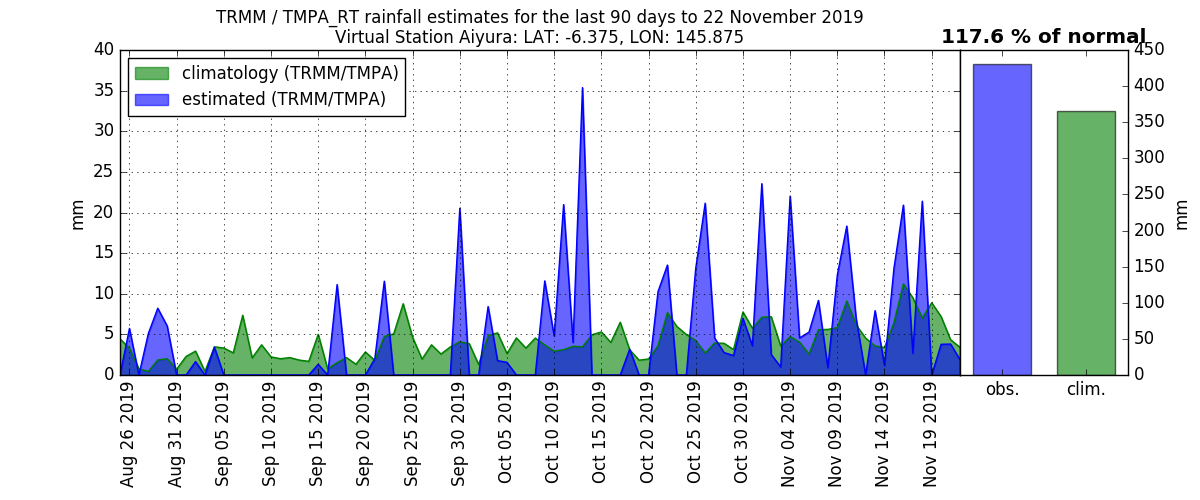 TRMM / TMPA_RT rainfall estimates for the last 90 days to 22 November 2019
Virtual Station Aiyura: LAT: -6.375, LON: 145.875
117.6 % of normal
climatology (TRMM/TMPA)
estimated (TRMM/TMPA)
40
35
30
25
20
15
10
5
0
mm
450
400
350
300
250
200
150
100
50
0
mm
obs.
clim.
Aug 26 2019
Aug 31 2019
Sep 05 2019
Sep 10 2019
Sep 15 2019
Sep 20 2019
Sep 25 2019
Sep 30 2019
Oct 05 2019
Oct 10 2019
Oct 15 2019
Oct 20 2019
Oct 25 2019
Oct 30 2019
Nov 04 2019
Nov 09 2019
Nov 14 2019
Nov 19 2019